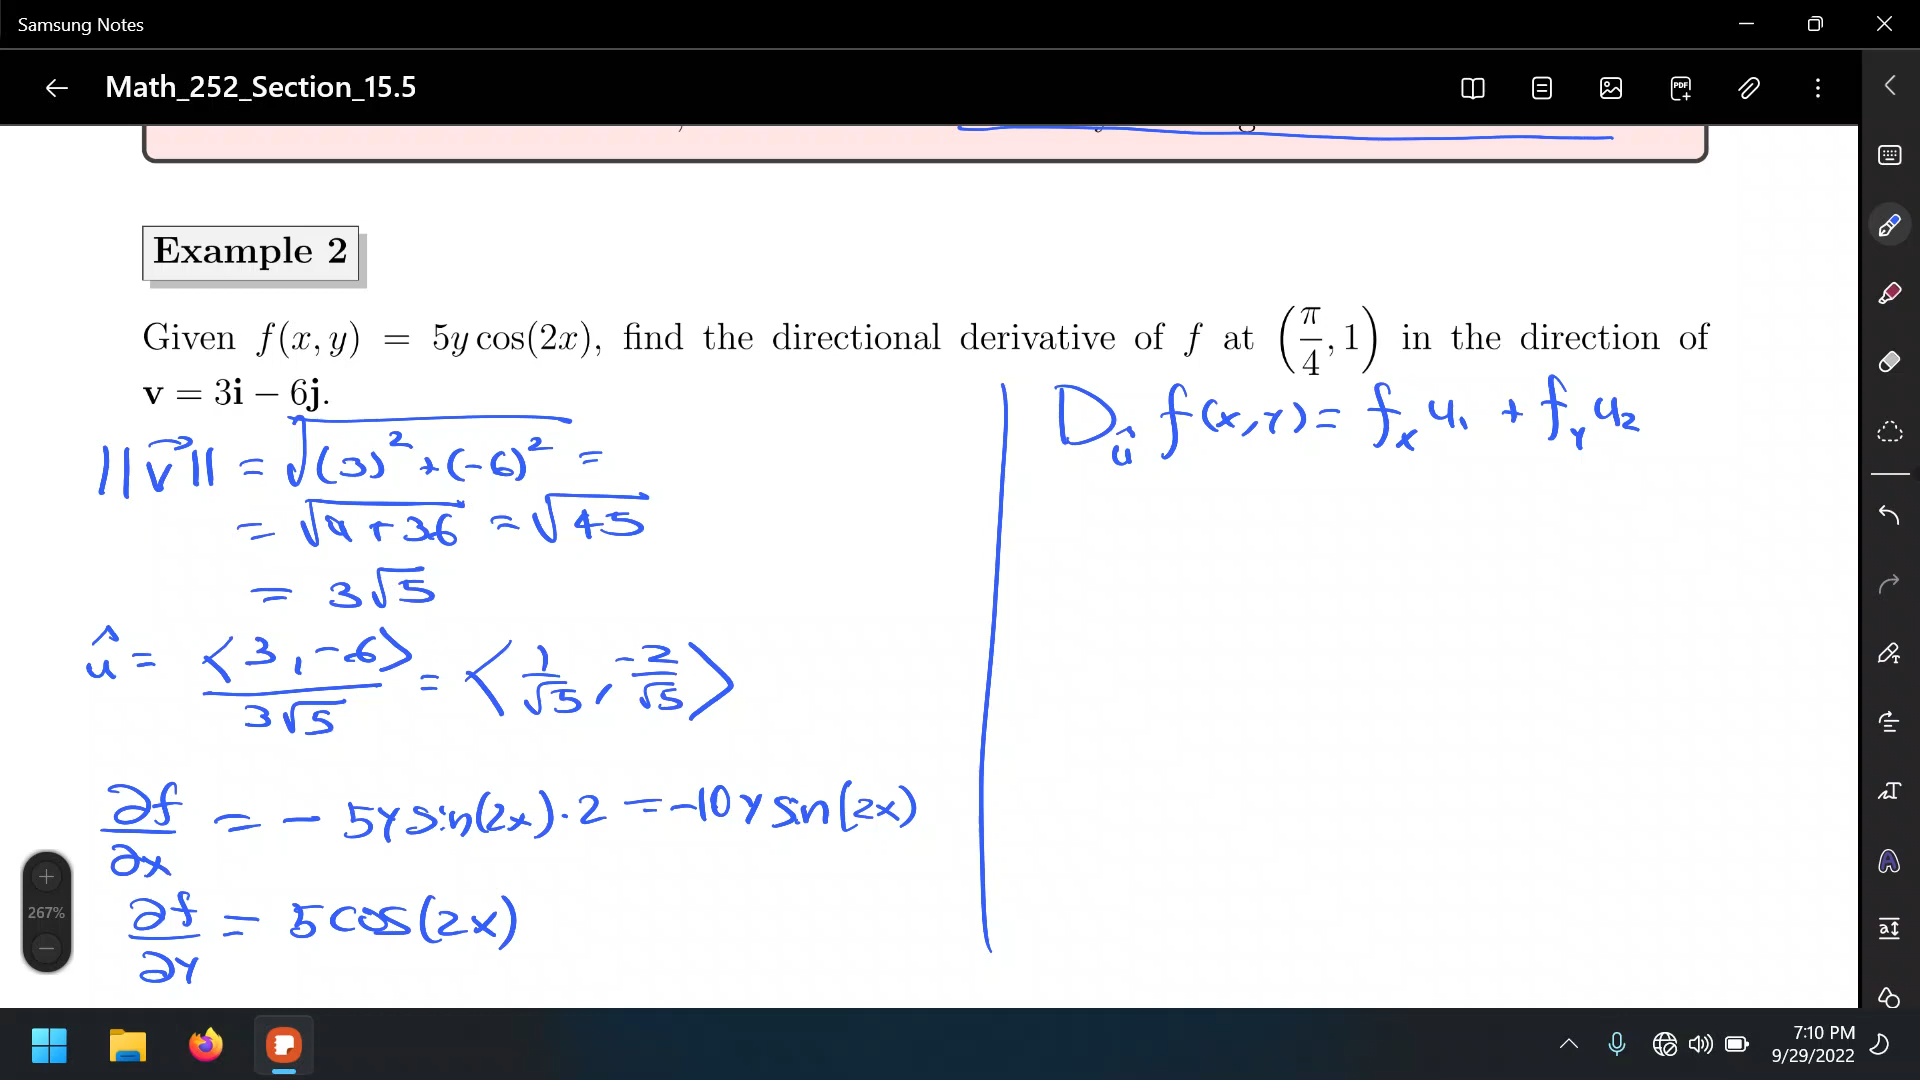 Samsung Notes
Math_252_Section_15.5
PDF
Example 2
Given f(x, y) = 5y cos(2x), find the directional derivative of f at (π/4, 1) in the direction of
v = 3i − 6j.
||v⃗|| = √((3)² + (-6)²) =
= √(9 + 36) = √45
= 3√5
û = <3, -6> / 3√5 = <1/√5, -2/√5>
∂f/∂x = - 5y sin(2x) · 2 = -10y sin(2x)
∂f/∂y = 5 cos(2x)
D_û f(x, y) = f_x u₁ + f_y u₂
267%
7:10 PM
9/29/2022